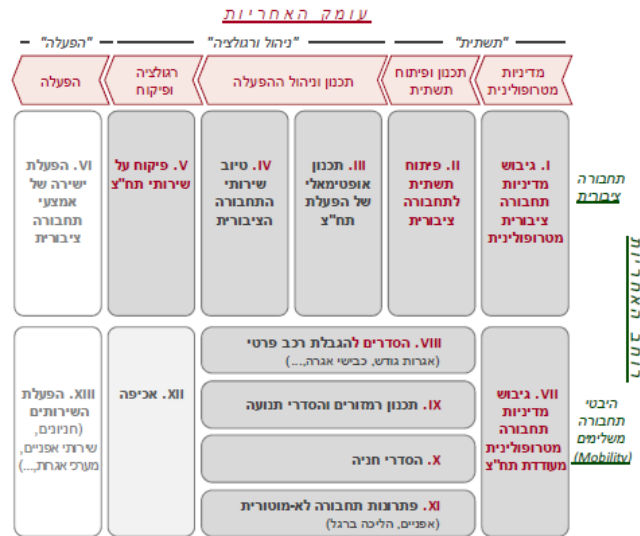 עומק האחריות
"תשתית"
"ניהול ורגולציה"
"הפעלה"
מדיניות
מטרופולינית
תכנון ופיתוח
תשתית
תכנון וניהול ההפעלה
רגולציה
ופיקוח
הפעלה
תחבורה
ציבורית
I. גיבוש
מדיניות
תחבורה
ציבורית
מטרופולינית
II. פיתוח
תשתית
לתחבורה
ציבורית
III. תכנון
אופטימאלי
של הפעלת
תח"צ
IV. טיוב
שירותי
התחבורה
הציבורית
V. פיקוח על
שירותי תח"צ
VI. הפעלת
ישירה של
אמצעי
תחבורה
ציבורית
רוחב האחריות
היבטי
תחבורה
משלימים
(Mobility)
VII. גיבוש
מדיניות
תחבורה
מטרופולינית
מעודדת תח"צ
VIII. הסדרים להגבלת רכב פרטי
(אגרות גודש, כבישי אגרה,...)
IX. תכנון רמזורים והסדרי תנועה
X. הסדרי חניה
XI. פתרונות תחבורה לא-מוטורית
(אפניים, הליכה ברגל)
XII. אכיפה
XIII. הפעלת
השירותים
(חניונים,
שירותי אפניים,
מערכי אגרות,...)